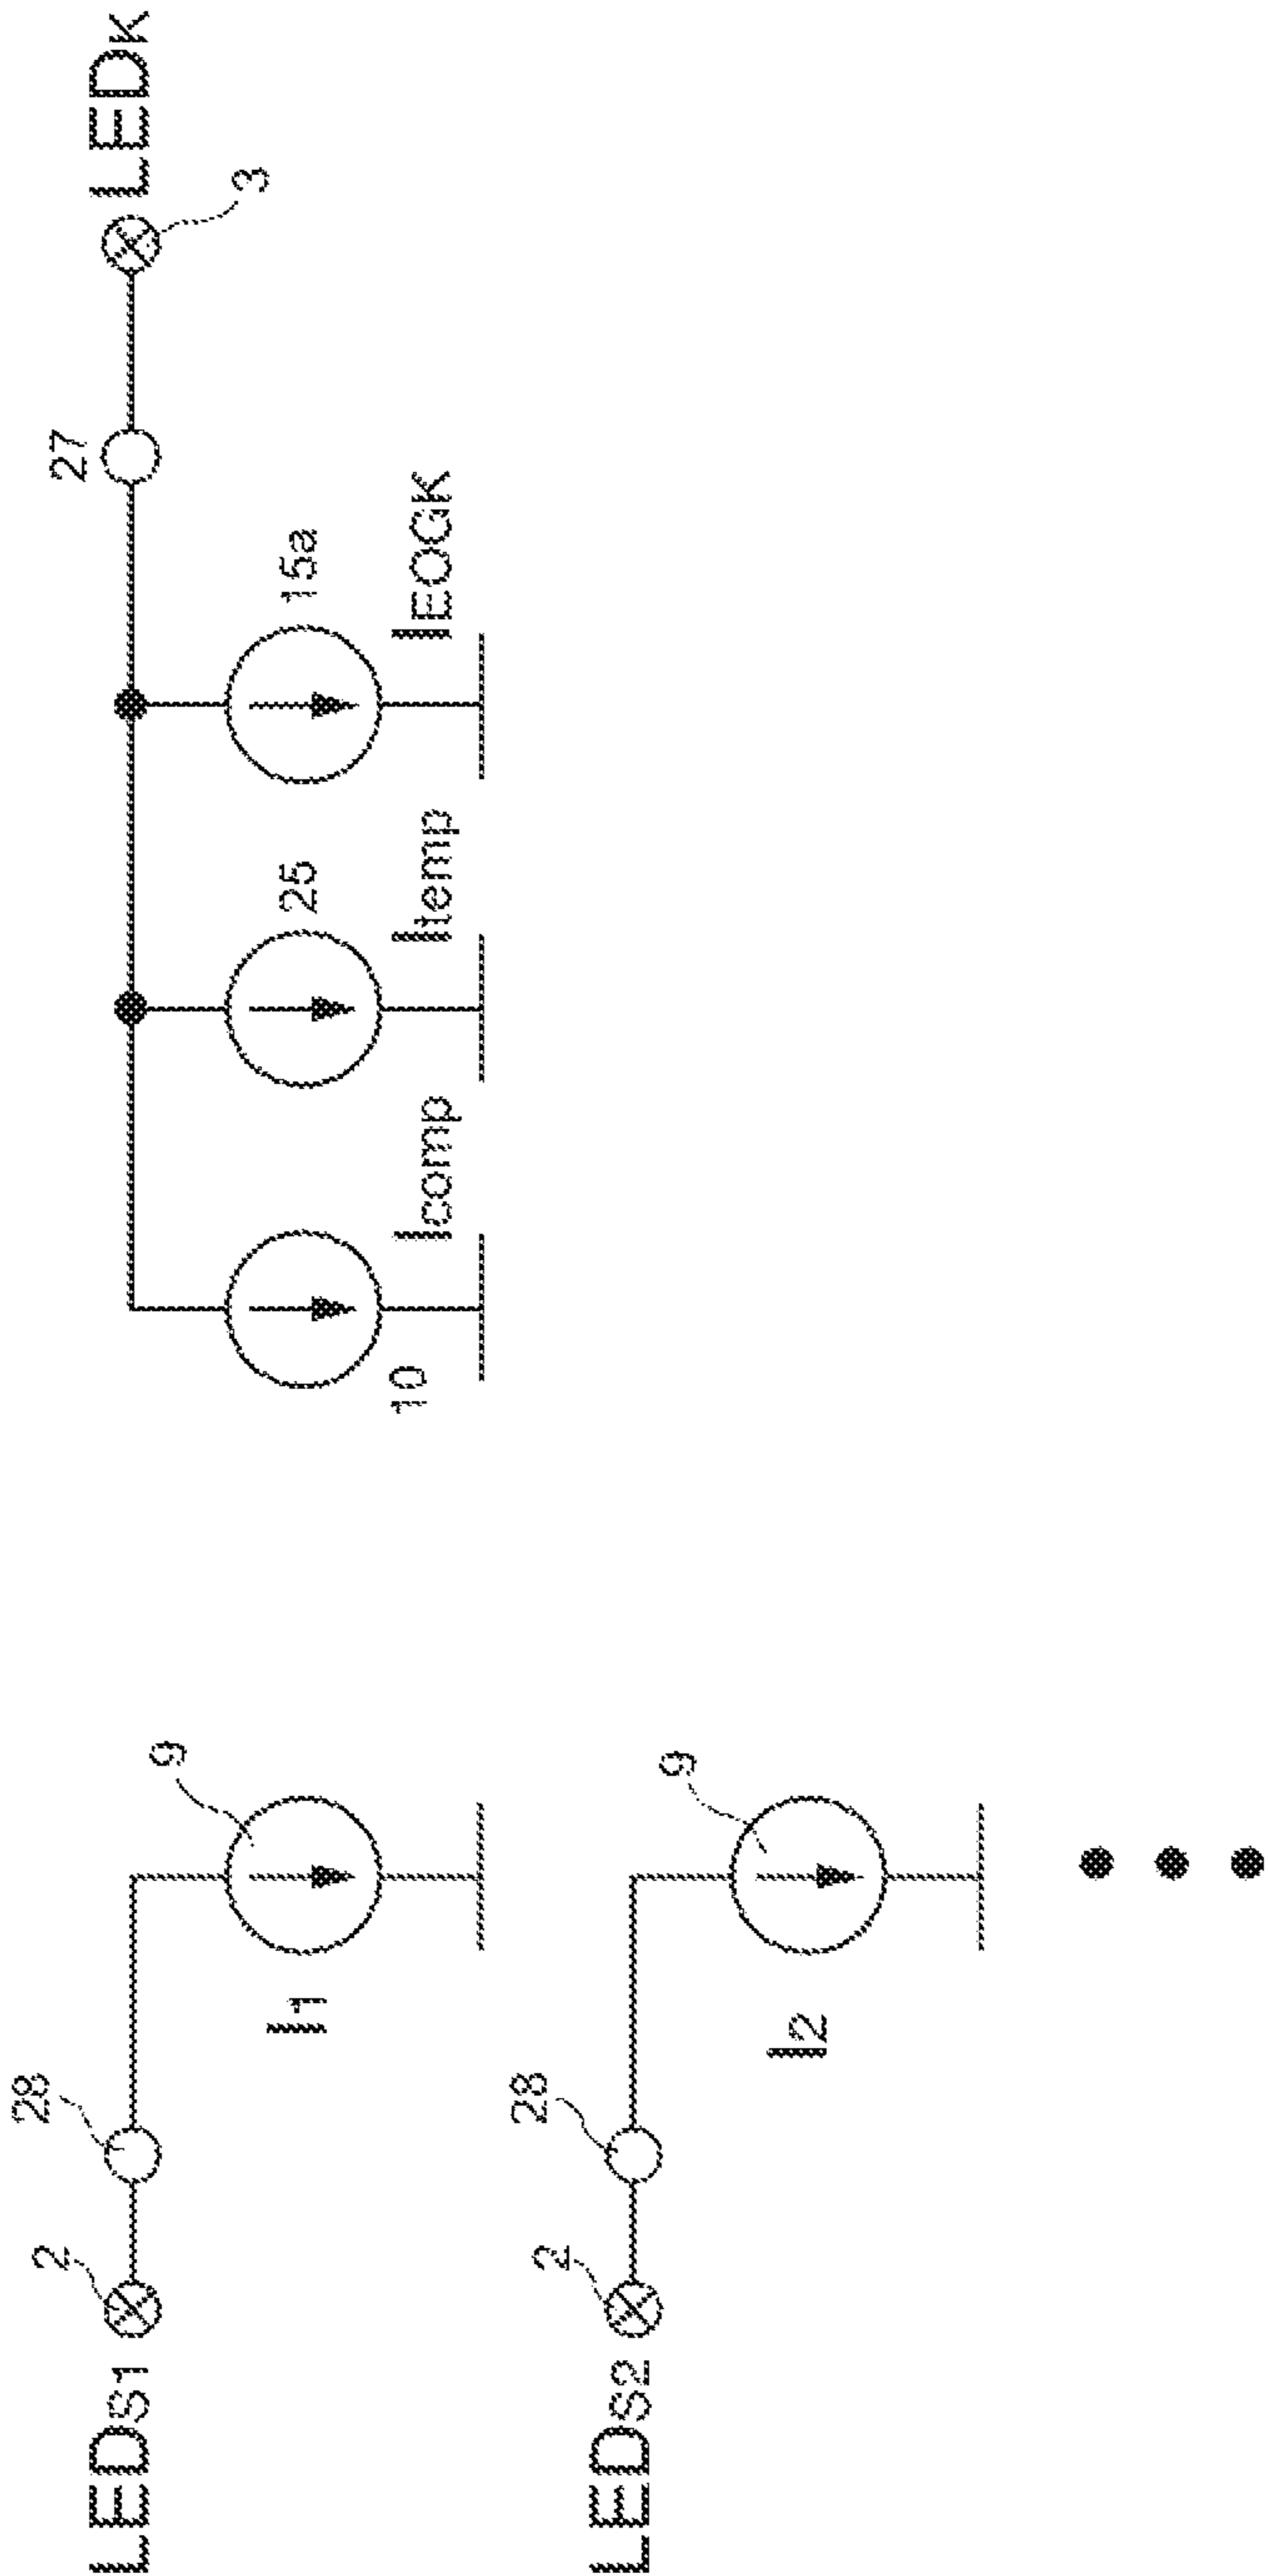 LEDS1
2
28
I1
9
10
Icomp
25
Itemp
15a
IEOGK
27
3
LEDK
LEDS2
2
28
I2
9